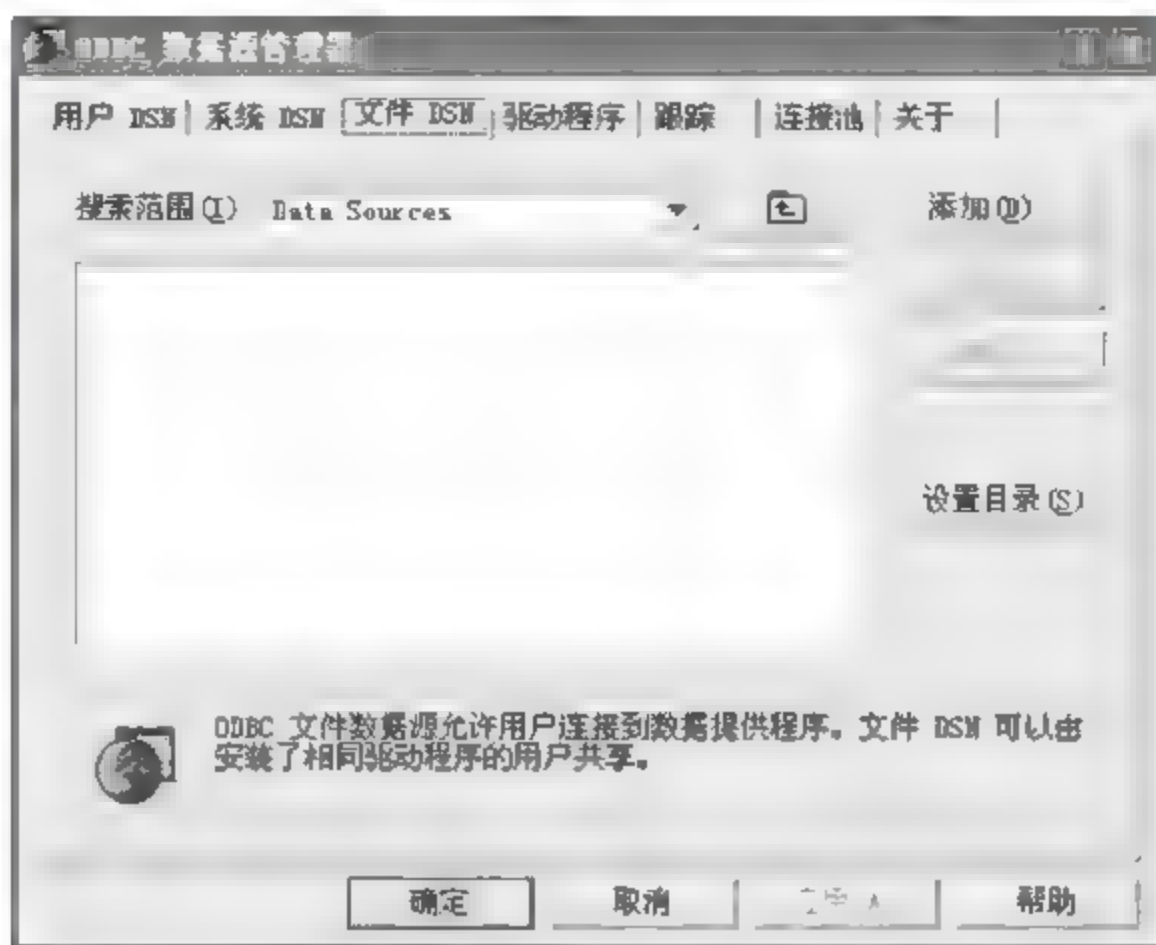 ODBC 数据源管理器
用户 DSN 系统 DSN 文件 DSN 驱动程序 跟踪 连接池 关于
搜索范围(I) Data Sources 添加(D)
设置目录(S)
ODBC 文件数据源允许用户连接到数据提供程序。文件 DSN 可以由
安装了相同驱动程序的用户共享。
确定 取消 帮助